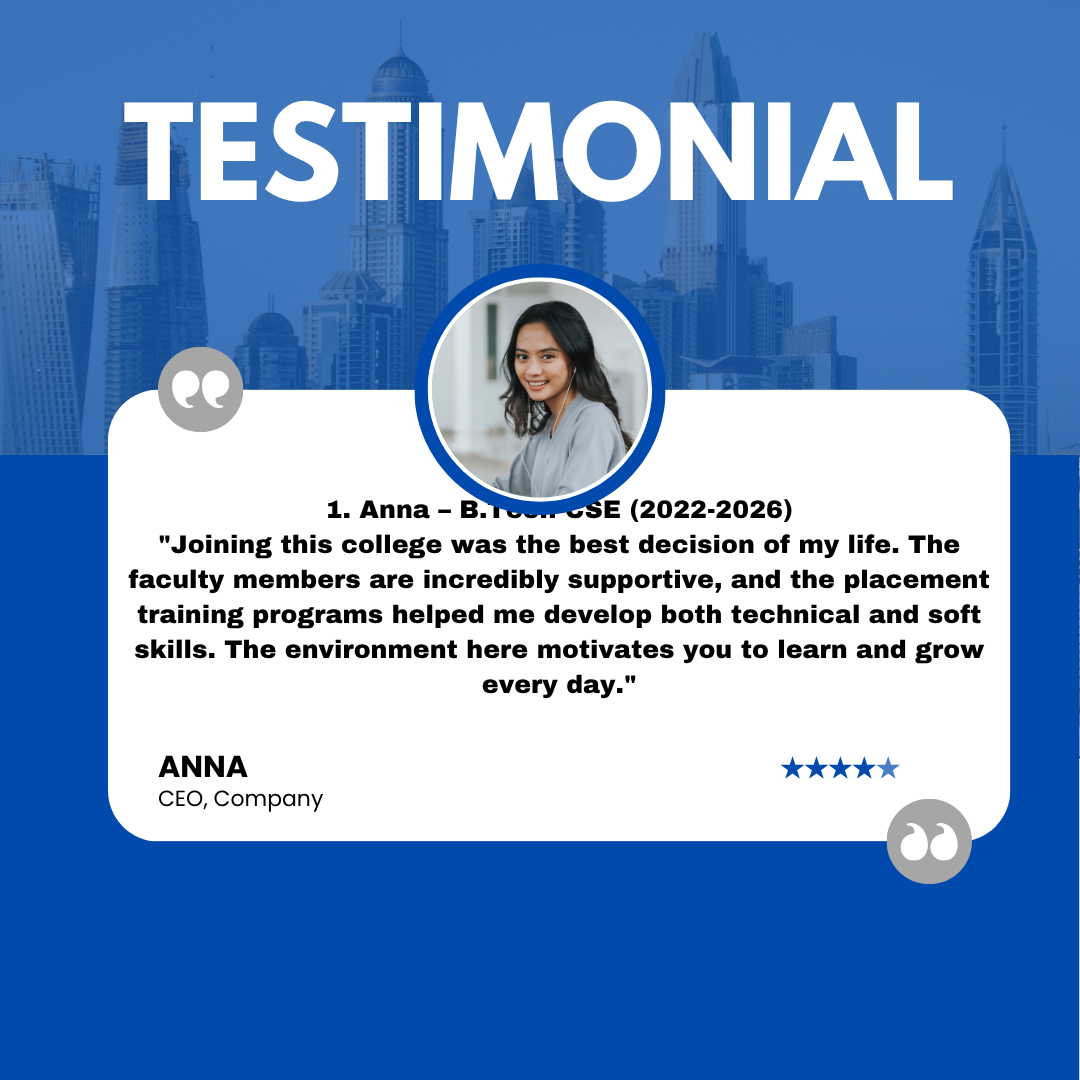 TESTIMONIAL
1. Anna – B.Tech CSE (2022-2026)
"Joining this college was the best decision of my life. The
faculty members are incredibly supportive, and the placement
training programs helped me develop both technical and soft
skills. The environment here motivates you to learn and grow
every day."
ANNA
CEO, Company